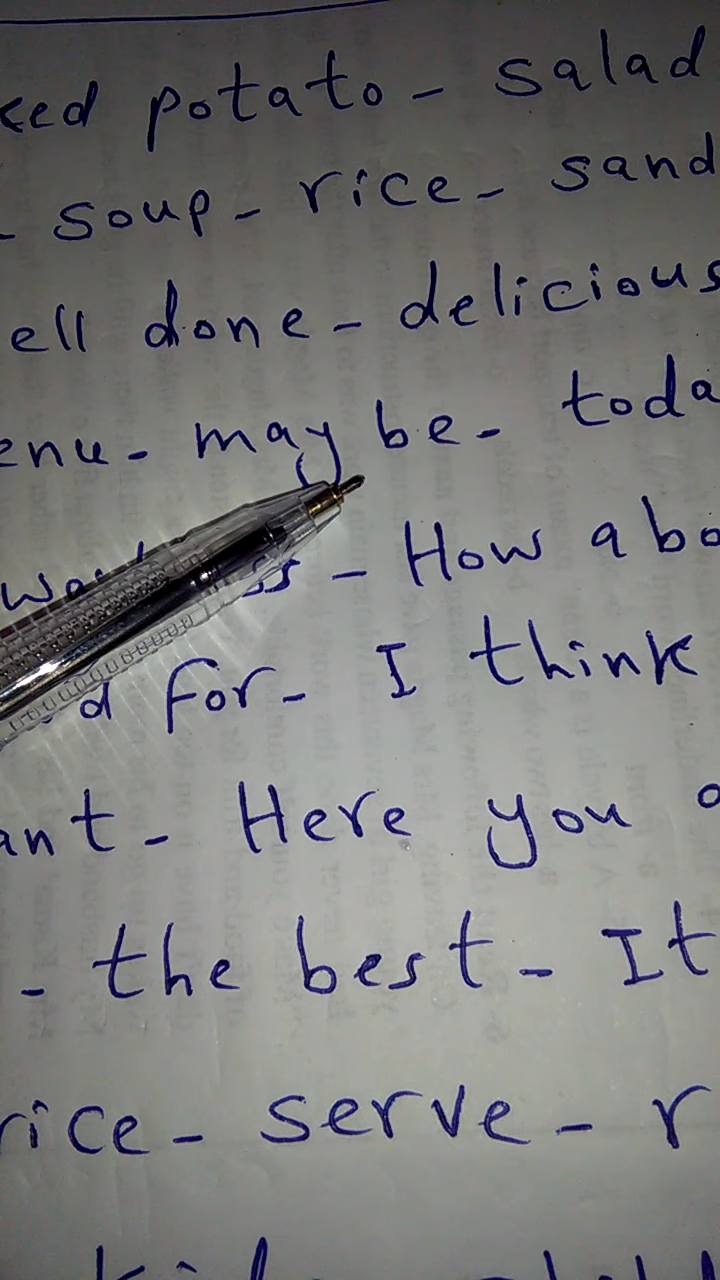 ked potato - salad
- soup - rice - sand
ell done - delicious
enu - may be - toda
- How abo
d for - I think
ant - Here you
- the best - It
rice - serve - r